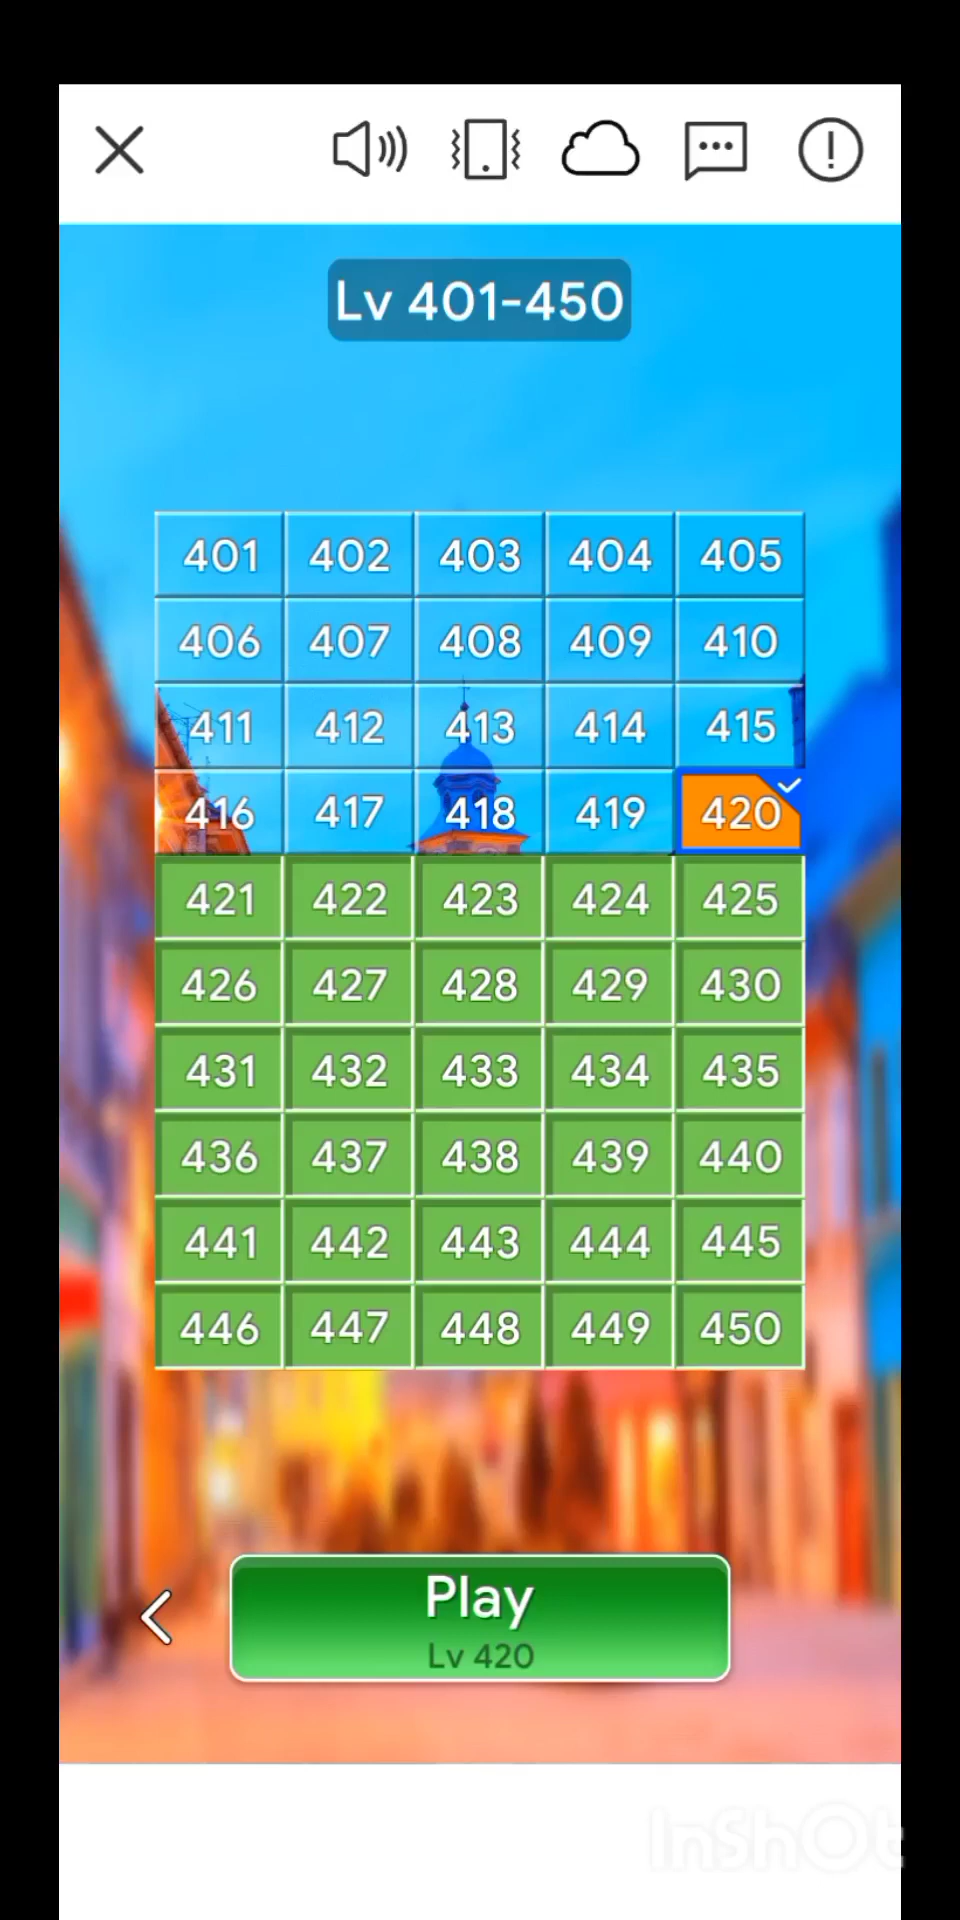 Lv 401-450
401 402 403 404 405
406 407 408 409 410
411 412 413 414 415
416 417 418 419 420
421 422 423 424 425
426 427 428 429 430
431 432 433 434 435
436 437 438 439 440
441 442 443 444 445
446 447 448 449 450
Play
Lv 420
InShOt